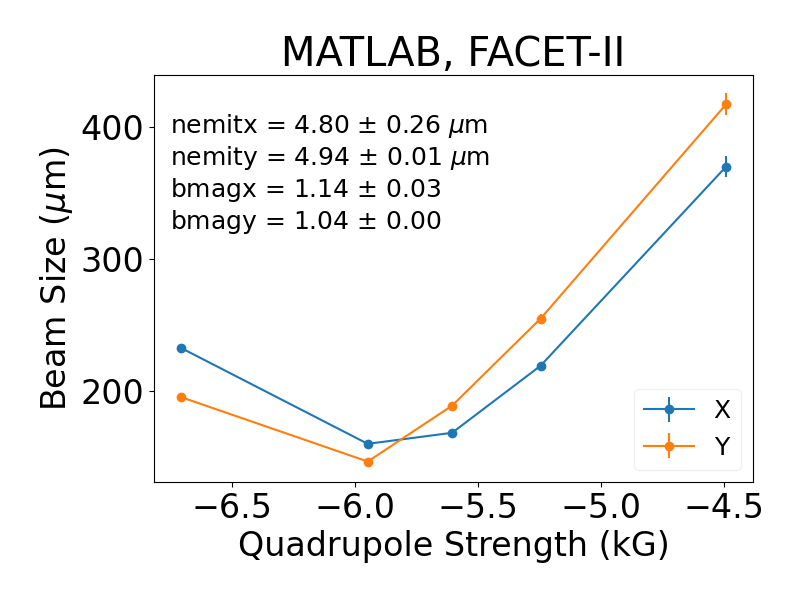 MATLAB, FACET-II
nemitx = 4.80 ± 0.26 μm
nemity = 4.94 ± 0.01 μm
bmagx = 1.14 ± 0.03
bmagy = 1.04 ± 0.00
Beam Size (μm)
400
300
200
X
Y
−6.5 −6.0 −5.5 −5.0 −4.5
Quadrupole Strength (kG)